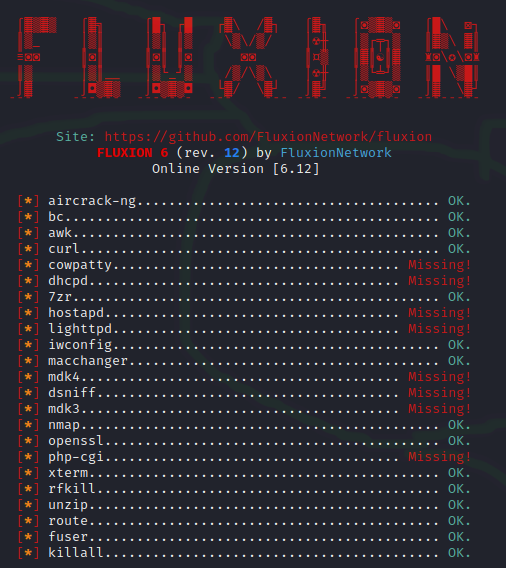 FLUXION
Site: https://github.com/FluxionNetwork/fluxion
FLUXION 6 (rev. 12) by FluxionNetwork
Online Version [6.12]
[*] aircrack-ng..................................... OK.
[*] bc.............................................. OK.
[*] awk............................................. OK.
[*] curl............................................ OK.
[*] cowpatty................................... Missing!
[*] dhcpd...................................... Missing!
[*] 7zr............................................. OK.
[*] hostapd.................................... Missing!
[*] lighttpd................................... Missing!
[*] iwconfig........................................ OK.
[*] macchanger...................................... OK.
[*] mdk4....................................... Missing!
[*] dsniff..................................... Missing!
[*] mdk3....................................... Missing!
[*] nmap............................................ OK.
[*] openssl......................................... OK.
[*] php-cgi.................................... Missing!
[*] xterm........................................... OK.
[*] rfkill.......................................... OK.
[*] unzip........................................... OK.
[*] route........................................... OK.
[*] fuser........................................... OK.
[*] killall......................................... OK.